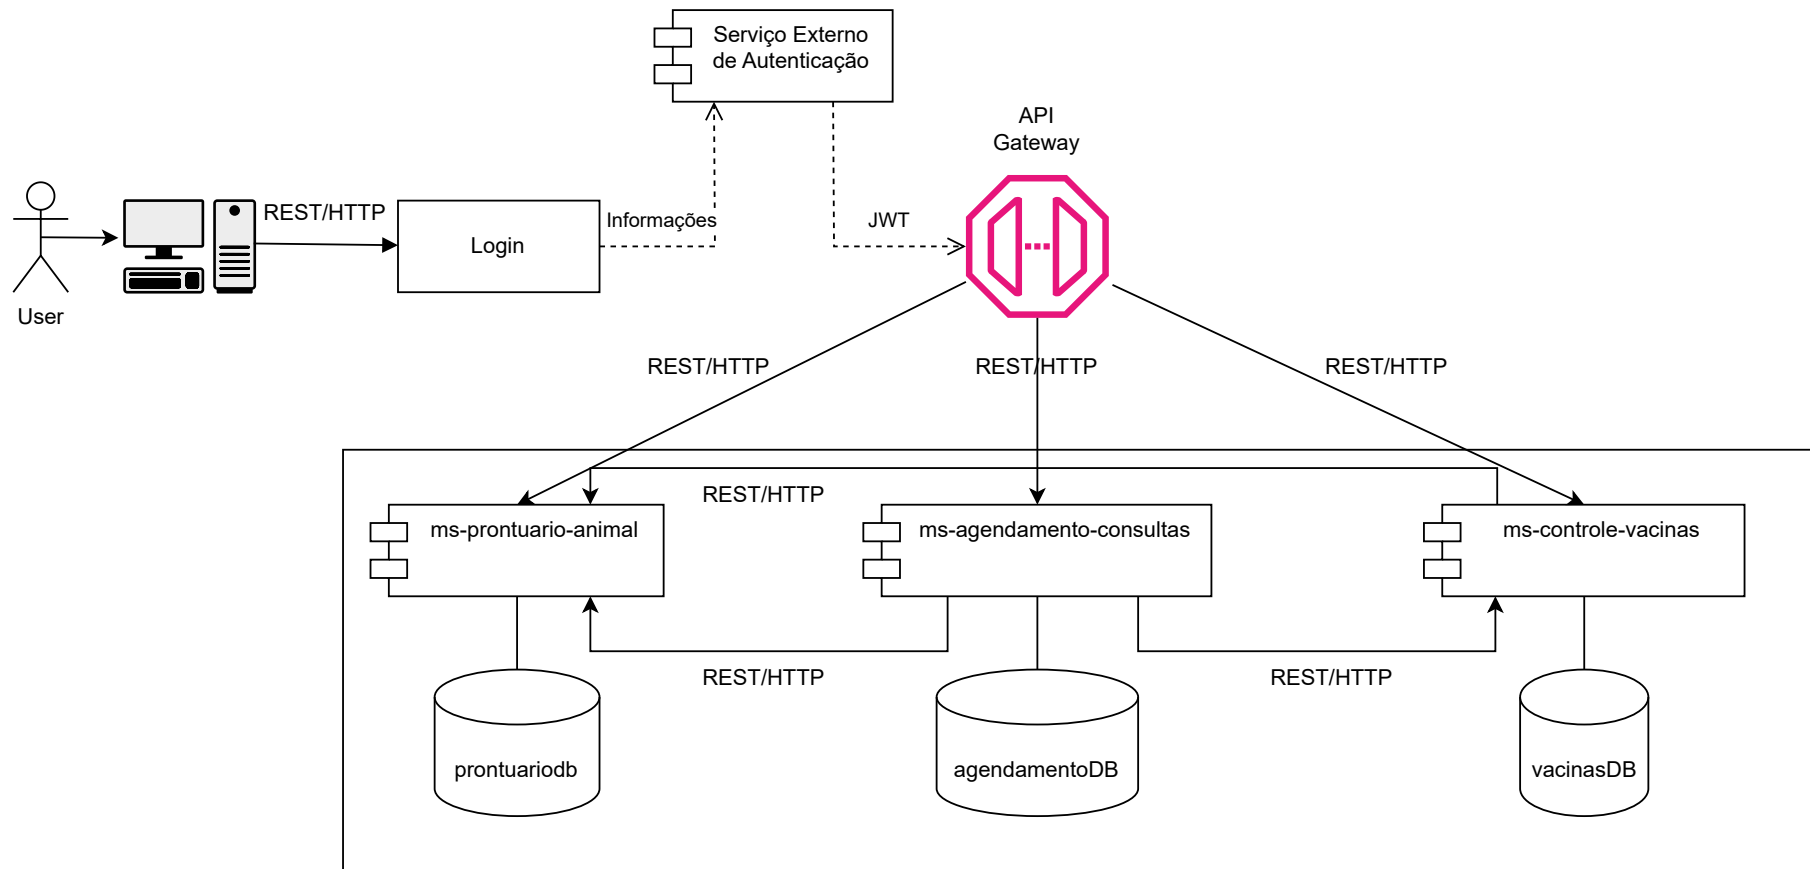 Serviço Externo
de Autenticação
API
Gateway
REST/HTTP
Login
Informações
JWT
User
REST/HTTP
REST/HTTP
REST/HTTP
REST/HTTP
ms-prontuario-animal
ms-agendamento-consultas
ms-controle-vacinas
REST/HTTP
REST/HTTP
prontuariodb
agendamentoDB
vacinasDB